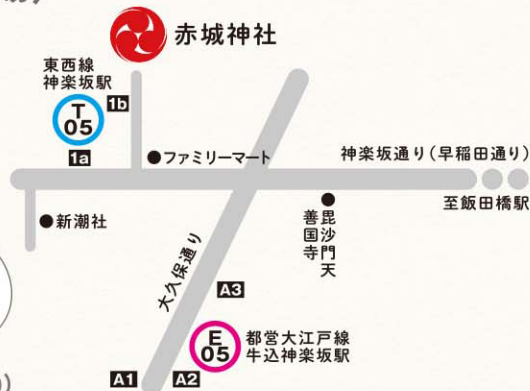 赤城神社
東西線
神楽坂駅
T
05
1b
1a
●ファミリーマート
神楽坂通り(早稲田通り)
至飯田橋駅
●新潮社
毘沙門天
善国寺
大久保通り
A3
E
05
都営大江戸線
牛込神楽坂駅
A1
A2